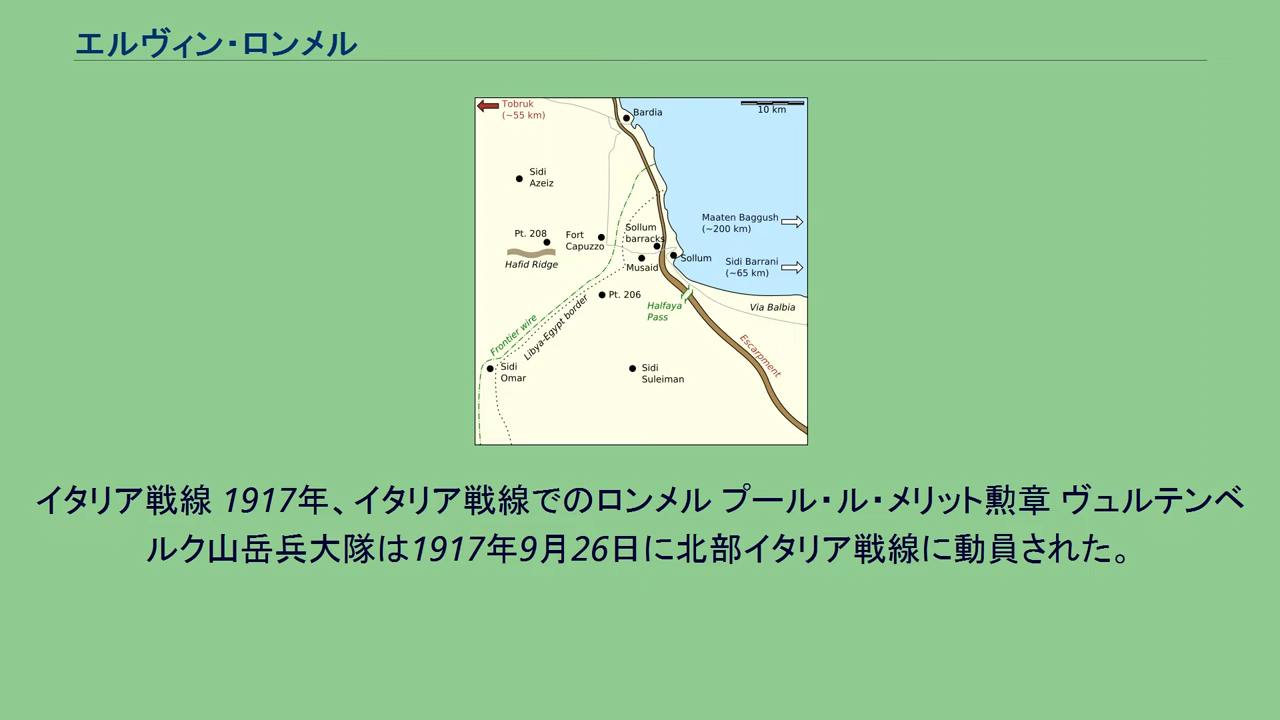 エルヴィン・ロンメル
Tobruk
(~55 km)
Bardia
10 km
Sidi
Azeiz
Maaten Baggush
(~200 km)
Pt. 208
Fort
Capuzzo
Sollum
barracks
Hafid Ridge
Musaid
Sollum
Sidi Barrani
(~65 km)
Pt. 206
Halfaya
Pass
Via Balbia
Frontier wire
Libya-Egypt border
Escarpment
Sidi
Omar
Sidi
Suleiman
イタリア戦線 1917年、イタリア戦線でのロンメル プール・ル・メリット勲章 ヴュルテンベ
ルク山岳兵大隊は1917年9月26日に北部イタリア戦線に動員された。